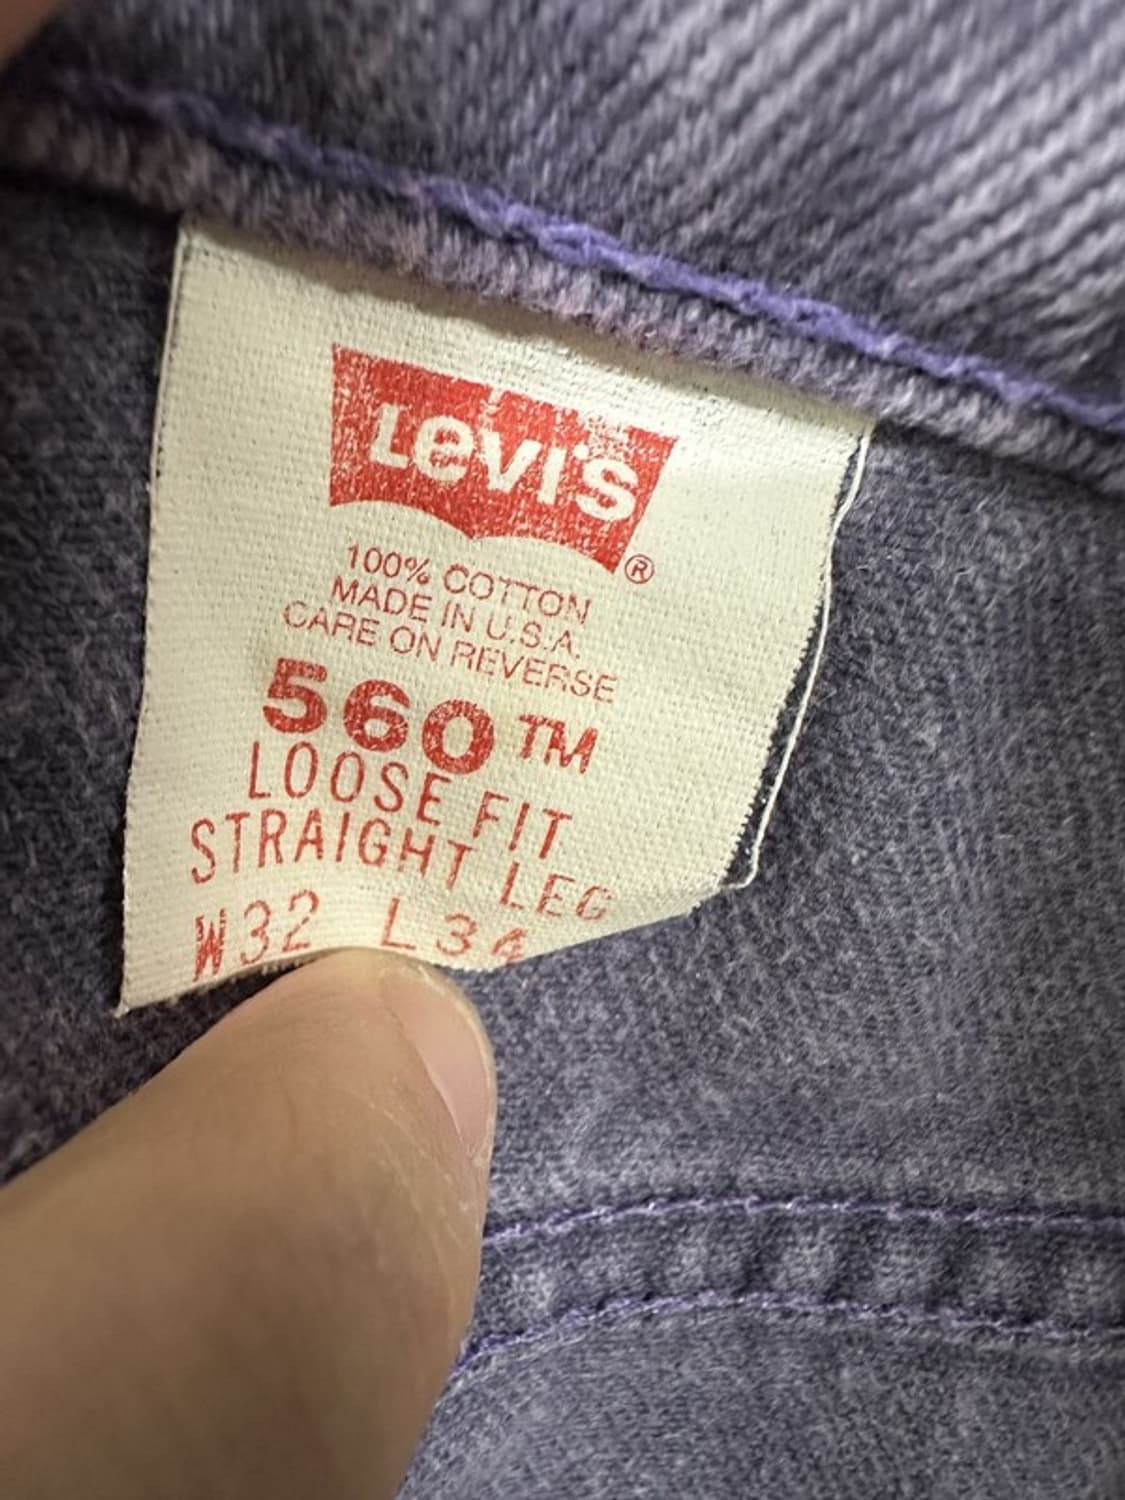 Levi's ®
100% COTTON
MADE IN U.S.A.
CARE ON REVERSE
560™
LOOSE FIT
STRAIGHT LEG
W32 L34